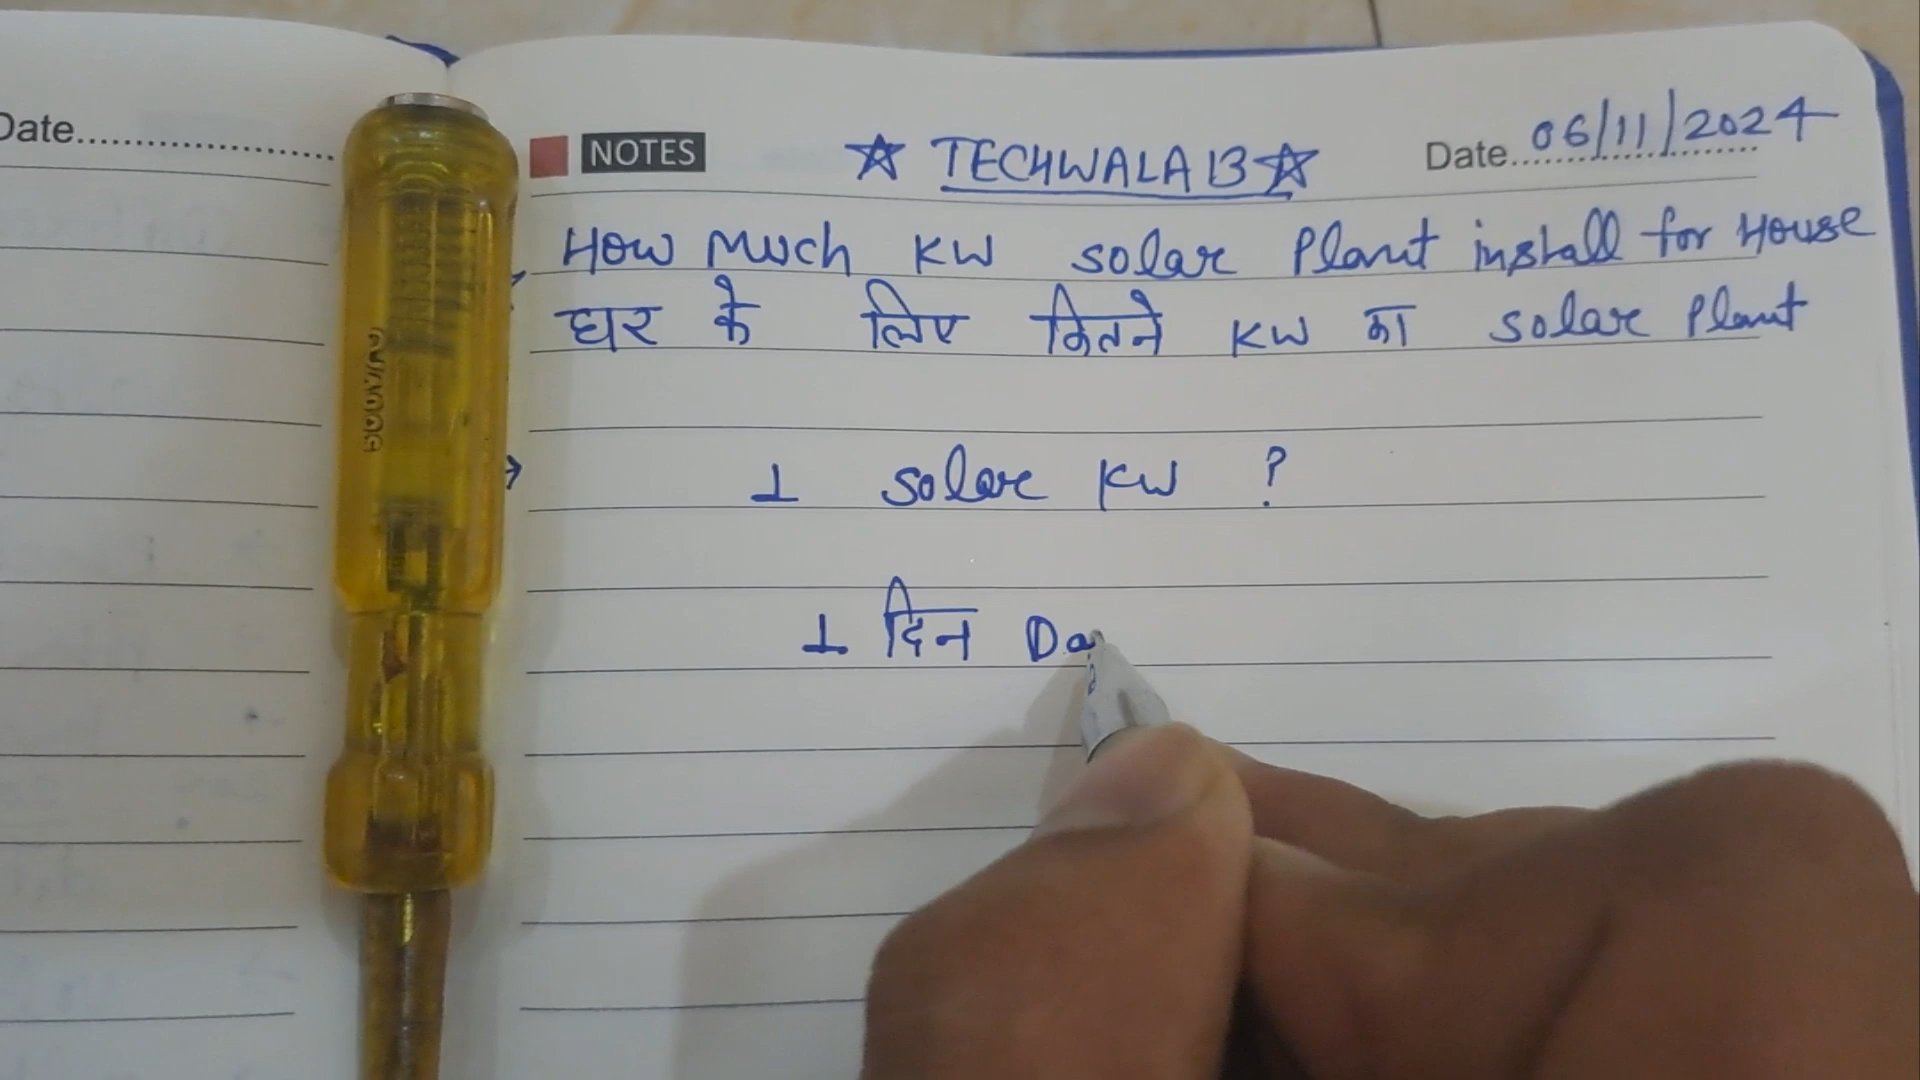 Date
NOTES
☆ TECHWALA13 ☆
Date 06/11/2024
How Much KW solar Plant install for House
घर के लिए कितने KW का solar Plant
→ 1 solar KW ?
1 दिन Da